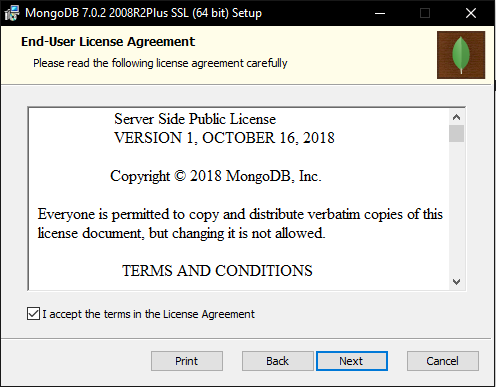 MongoDB 7.0.2 2008R2Plus SSL (64 bit) Setup
End-User License Agreement
Please read the following license agreement carefully
Server Side Public License
VERSION 1, OCTOBER 16, 2018
Copyright © 2018 MongoDB, Inc.
Everyone is permitted to copy and distribute verbatim copies of this
license document, but changing it is not allowed.
TERMS AND CONDITIONS
I accept the terms in the License Agreement
Print
Back
Next
Cancel